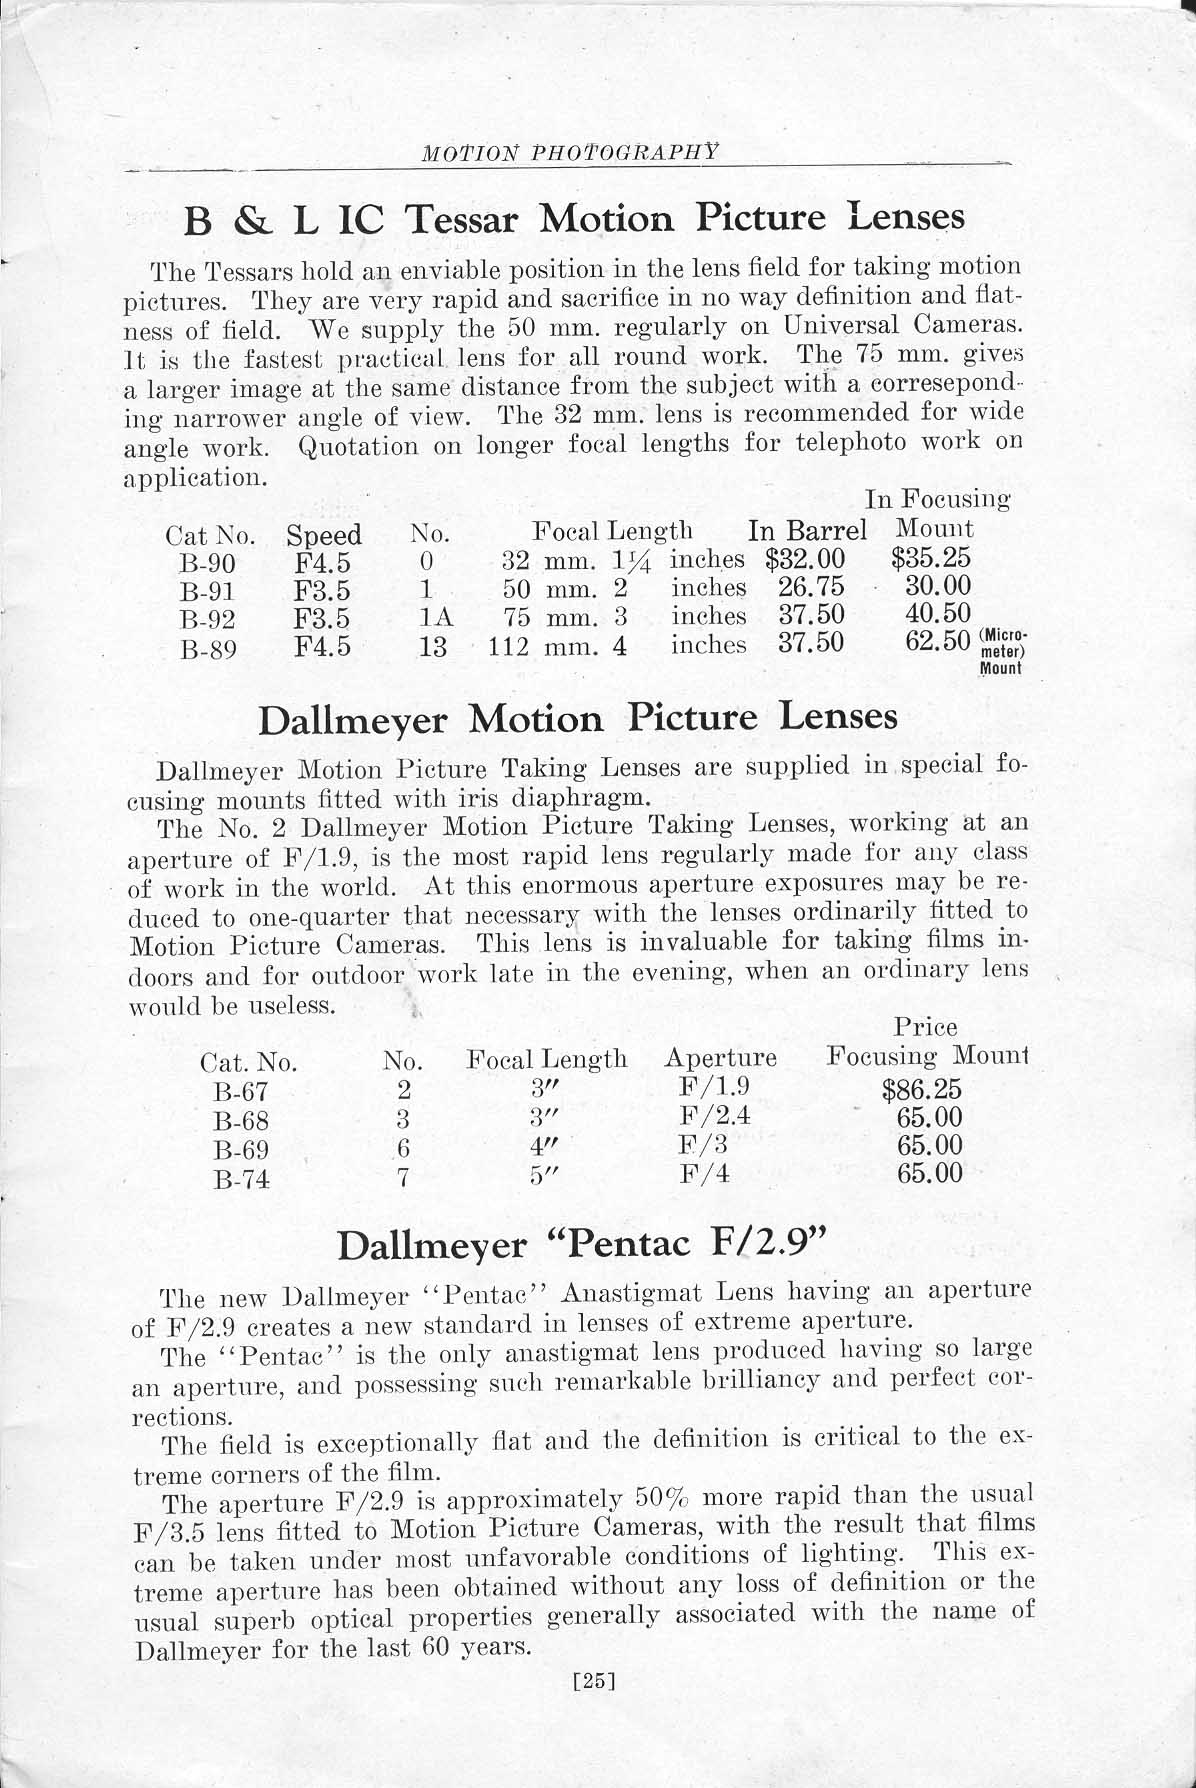 MOTION PHOTOGRAPHY
B & L IC Tessar Motion Picture Lenses
The Tessars hold an enviable position in the lens field for taking motion
pictures. They are very rapid and sacrifice in no way definition and flat-
ness of field. We supply the 50 mm. regularly on Universal Cameras.
It is the fastest practical lens for all round work. The 75 mm. gives
a larger image at the same distance from the subject with a corresepond-
ing narrower angle of view. The 32 mm. lens is recommended for wide
angle work. Quotation on longer focal lengths for telephoto work on
application.
In Focusing
Cat No. Speed No. Focal Length In Barrel Mount
B-90 F4.5 0 32 mm. 1¼ inches $32.00 $35.25
B-91 F3.5 1 50 mm. 2 inches 26.75 30.00
B-92 F3.5 1A 75 mm. 3 inches 37.50 40.50
B-89 F4.5 13 112 mm. 4 inches 37.50 62.50 (Micro-
meter)
Mount
Dallmeyer Motion Picture Lenses
Dallmeyer Motion Picture Taking Lenses are supplied in special fo-
cusing mounts fitted with iris diaphragm.
The No. 2 Dallmeyer Motion Picture Taking Lenses, working at an
aperture of F/1.9, is the most rapid lens regularly made for any class
of work in the world. At this enormous aperture exposures may be re-
duced to one-quarter that necessary with the lenses ordinarily fitted to
Motion Picture Cameras. This lens is invaluable for taking films in-
doors and for outdoor work late in the evening, when an ordinary lens
would be useless.
Price
Cat. No. No. Focal Length Aperture Focusing Mount
B-67 2 3″ F/1.9 $86.25
B-68 3 3″ F/2.4 65.00
B-69 6 4″ F/3 65.00
B-74 7 5″ F/4 65.00
Dallmeyer “Pentac F/2.9”
The new Dallmeyer “Pentac” Anastigmat Lens having an aperture
of F/2.9 creates a new standard in lenses of extreme aperture.
The “Pentac” is the only anastigmat lens produced having so large
an aperture, and possessing such remarkable brilliancy and perfect cor-
rections.
The field is exceptionally flat and the definition is critical to the ex-
treme corners of the film.
The aperture F/2.9 is approximately 50% more rapid than the usual
F/3.5 lens fitted to Motion Picture Cameras, with the result that films
can be taken under most unfavorable conditions of lighting. This ex-
treme aperture has been obtained without any loss of definition or the
usual superb optical properties generally associated with the name of
Dallmeyer for the last 60 years.
[25]